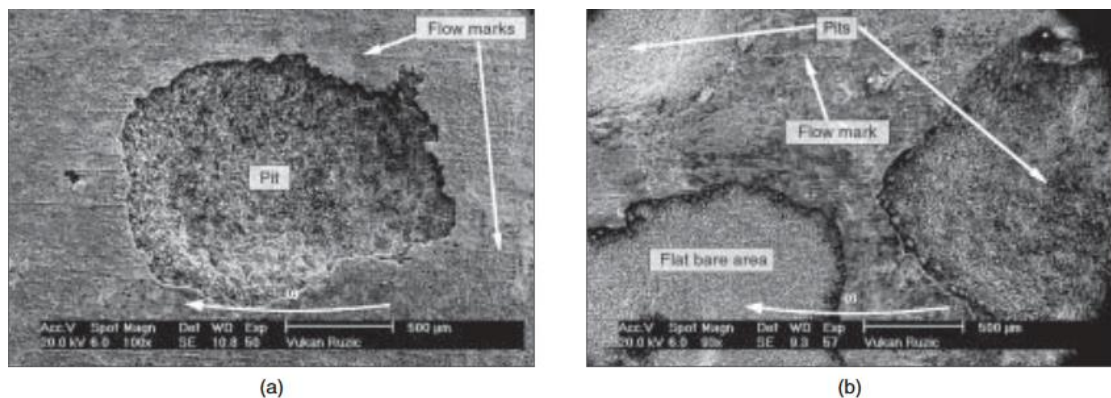 Flow marks
Pit
Acc.V Spot Magn Det WD Exp 500 µm
20.0 kV 6.0 100x SE 10.8 50 Vukan Ruzic
(a)
Pits
Flow mark
Flat bare area
Acc.V Spot Magn Det WD Exp 500 µm
20.0 kV 6.0 90x SE 9.3 57 Vukan Ruzic
(b)